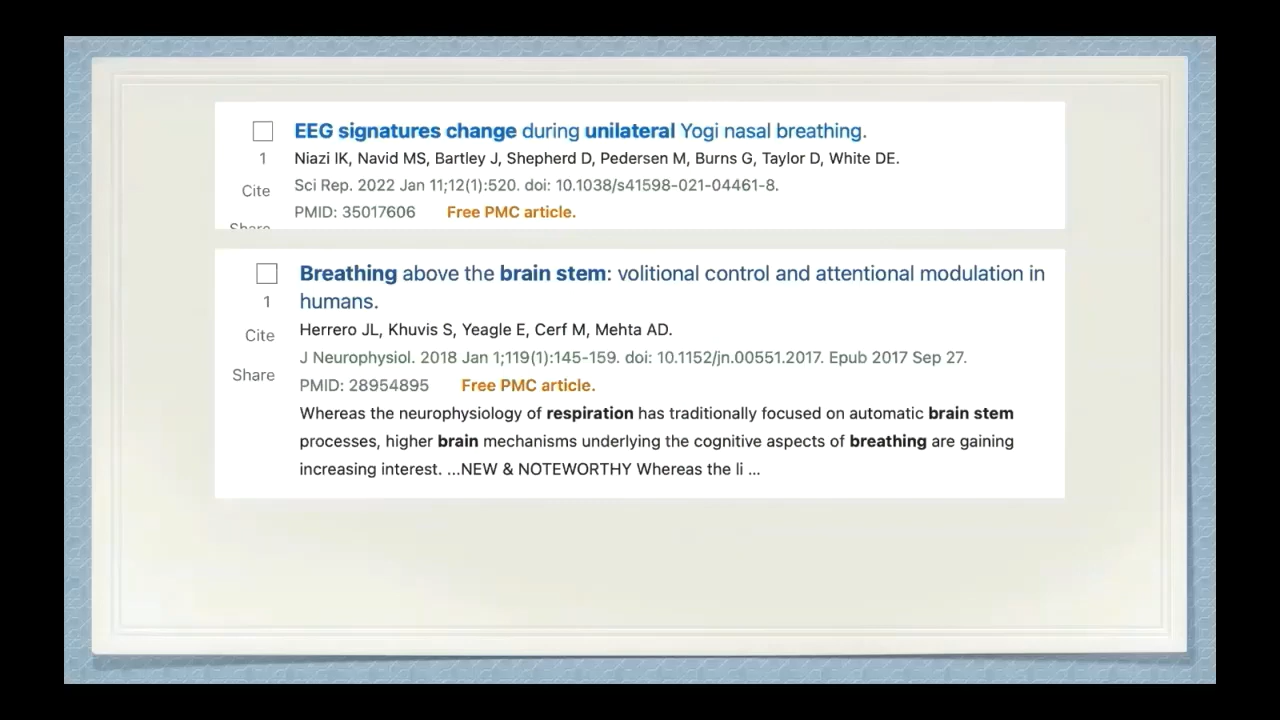 EEG signatures change during unilateral Yogi nasal breathing.
1
Niazi IK, Navid MS, Bartley J, Shepherd D, Pedersen M, Burns G, Taylor D, White DE.
Cite
Sci Rep. 2022 Jan 11;12(1):520. doi: 10.1038/s41598-021-04461-8.
PMID: 35017606 Free PMC article.
Share
Breathing above the brain stem: volitional control and attentional modulation in
1
humans.
Herrero JL, Khuvis S, Yeagle E, Cerf M, Mehta AD.
Cite
J Neurophysiol. 2018 Jan 1;119(1):145-159. doi: 10.1152/jn.00551.2017. Epub 2017 Sep 27.
Share
PMID: 28954895 Free PMC article.
Whereas the neurophysiology of respiration has traditionally focused on automatic brain stem
processes, higher brain mechanisms underlying the cognitive aspects of breathing are gaining
increasing interest. ...NEW & NOTEWORTHY Whereas the li ...